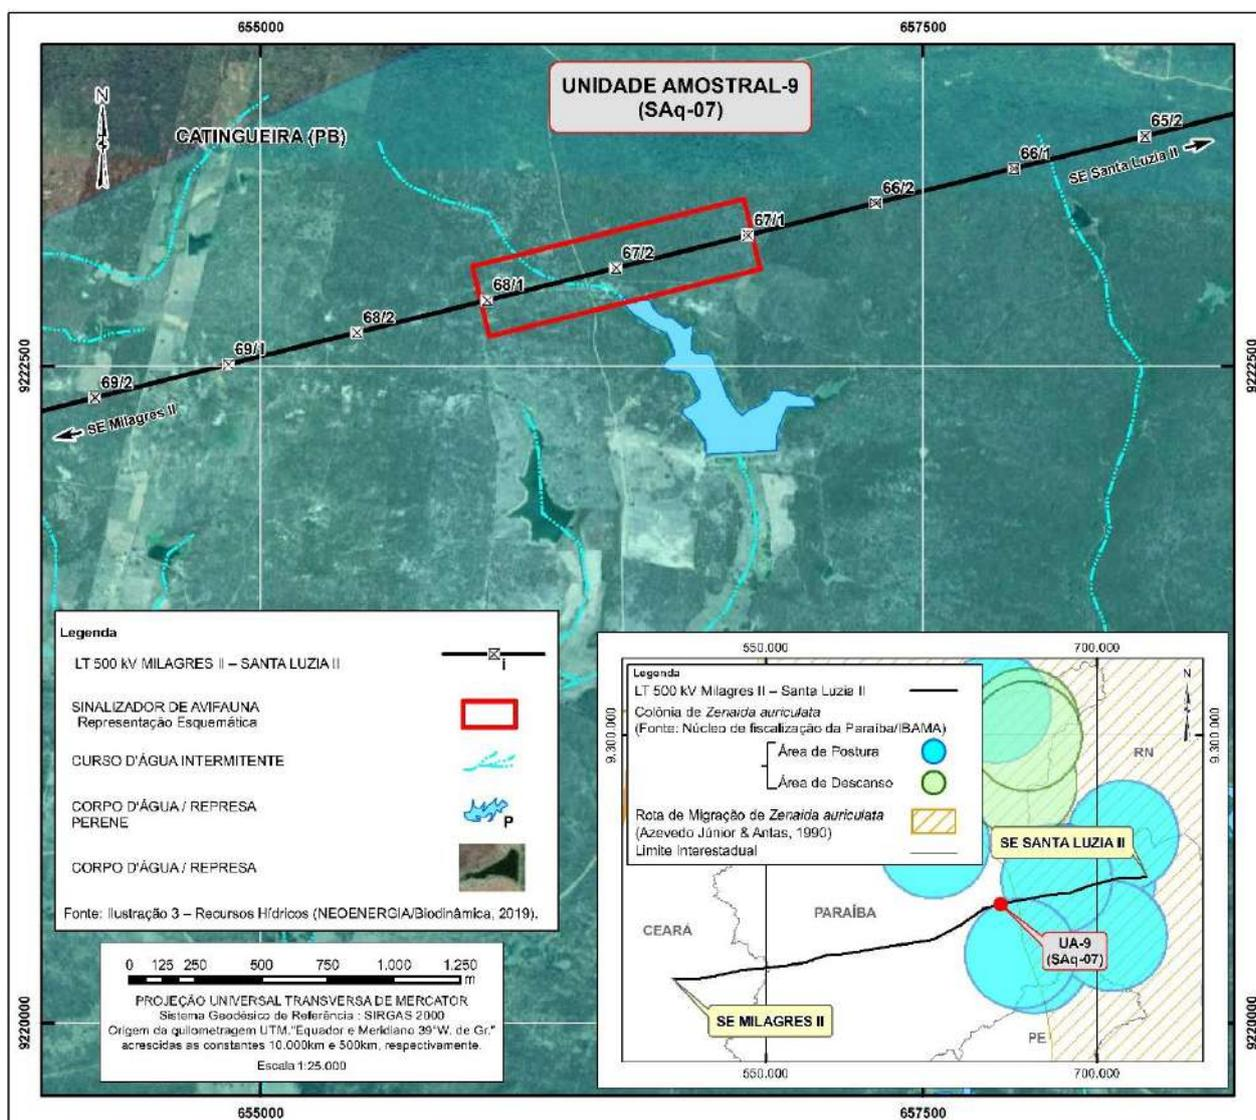 655000
657500
UNIDADE AMOSTRAL-9
(SAq-07)
N
CATINGUEIRA (PB)
65/2
66/1
SE Santa Luzia II
66/2
67/1
67/2
68/1
68/2
69/1
69/2
SE Milagres II
9222500
9222500
Legenda
LT 500 kV MILAGRES II – SANTA LUZIA II
i
SINALIZADOR DE AVIFAUNA
Representação Esquemática
CURSO D'ÁGUA INTERMITENTE
CORPO D'ÁGUA / REPRESA
PERENE
P
CORPO D'ÁGUA / REPRESA
Fonte: Ilustração 3 – Recursos Hídricos (NEOENERGIA/Biodinâmica, 2019).
0 125 250 500 750 1.000 1.250
m
PROJEÇÃO UNIVERSAL TRANSVERSA DE MERCATOR
Sistema Geodésico de Referência : SIRGAS 2000
Origem da quilometragem UTM."Equador e Meridiano 39°W. de Gr."
acrescidas as constantes 10.000km e 500km, respectivamente.
Escala 1:25.000
550.000
700.000
Legenda
LT 500 kV Milagres II – Santa Luzia II
Colônia de Zenaida auriculata
(Fonte: Núcleo de fiscalização da Paraíba/IBAMA)
Área de Postura
Área de Descanso
Rota de Migração de Zenaida auriculata
(Azevedo Júnior & Antas, 1990)
Limite Interestadual
N
9.300.000
9.300.000
RN
SE SANTA LUZIA II
PARAÍBA
CEARÁ
UA-9
(SAq-07)
SE MILAGRES II
PE
550.000
700.000
9220000
9220000
655000
657500